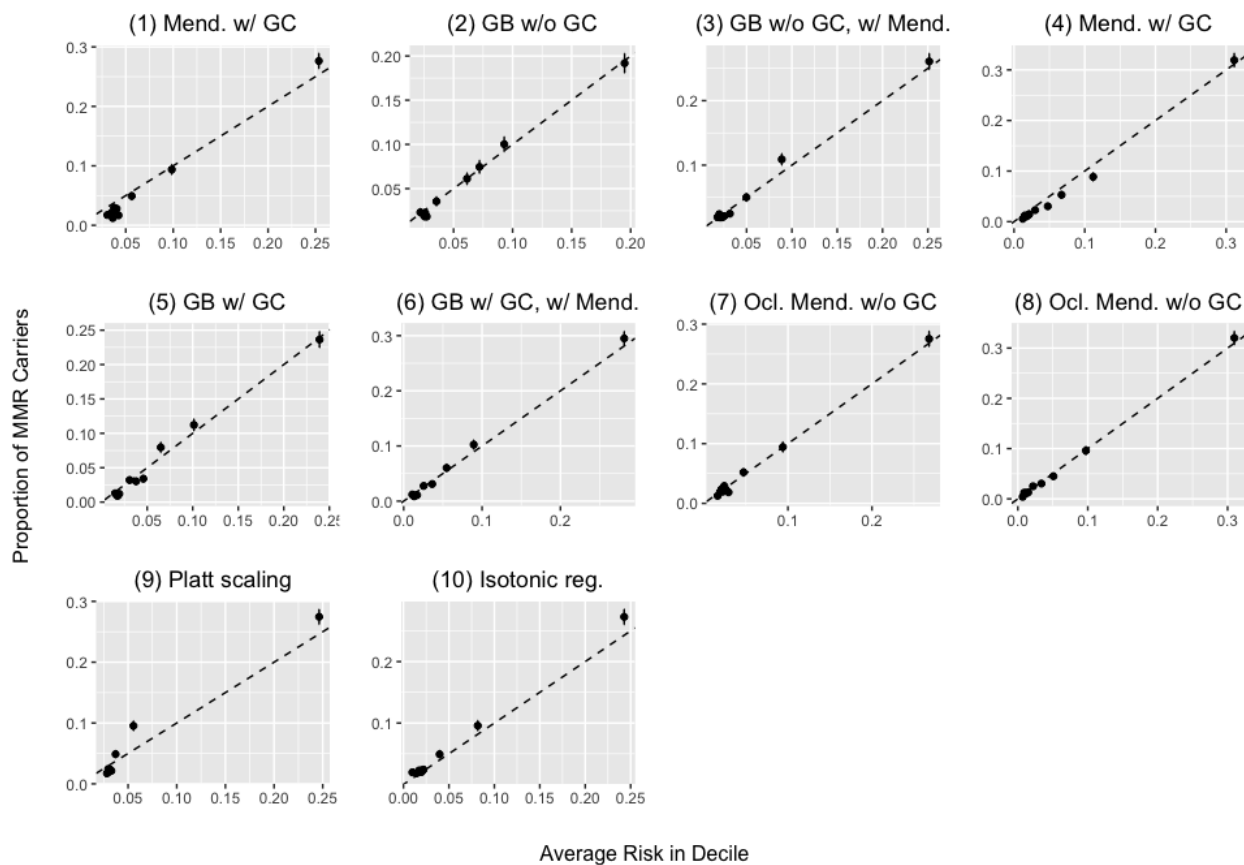 (1) Mend. w/ GC
(2) GB w/o GC
(3) GB w/o GC, w/ Mend.
(4) Mend. w/ GC
0.3
0.2
0.1
0.0
0.05 0.10 0.15 0.20 0.25
0.20
0.15
0.10
0.05
0.05 0.10 0.15 0.20
0.2
0.1
0.05 0.10 0.15 0.20 0.25
0.3
0.2
0.1
0.0
0.0 0.1 0.2 0.3
(5) GB w/ GC
(6) GB w/ GC, w/ Mend.
(7) Ocl. Mend. w/o GC
(8) Ocl. Mend. w/o GC
0.25
0.20
0.15
0.10
0.05
0.00
0.05 0.10 0.15 0.20 0.25
0.3
0.2
0.1
0.0
0.0 0.1 0.2
0.3
0.2
0.1
0.0
0.1 0.2
0.3
0.2
0.1
0.0
0.0 0.1 0.2 0.3
(9) Platt scaling
(10) Isotonic reg.
0.3
0.2
0.1
0.0
0.05 0.10 0.15 0.20 0.25
0.2
0.1
0.0
0.00 0.05 0.10 0.15 0.20 0.25
Proportion of MMR Carriers
Average Risk in Decile